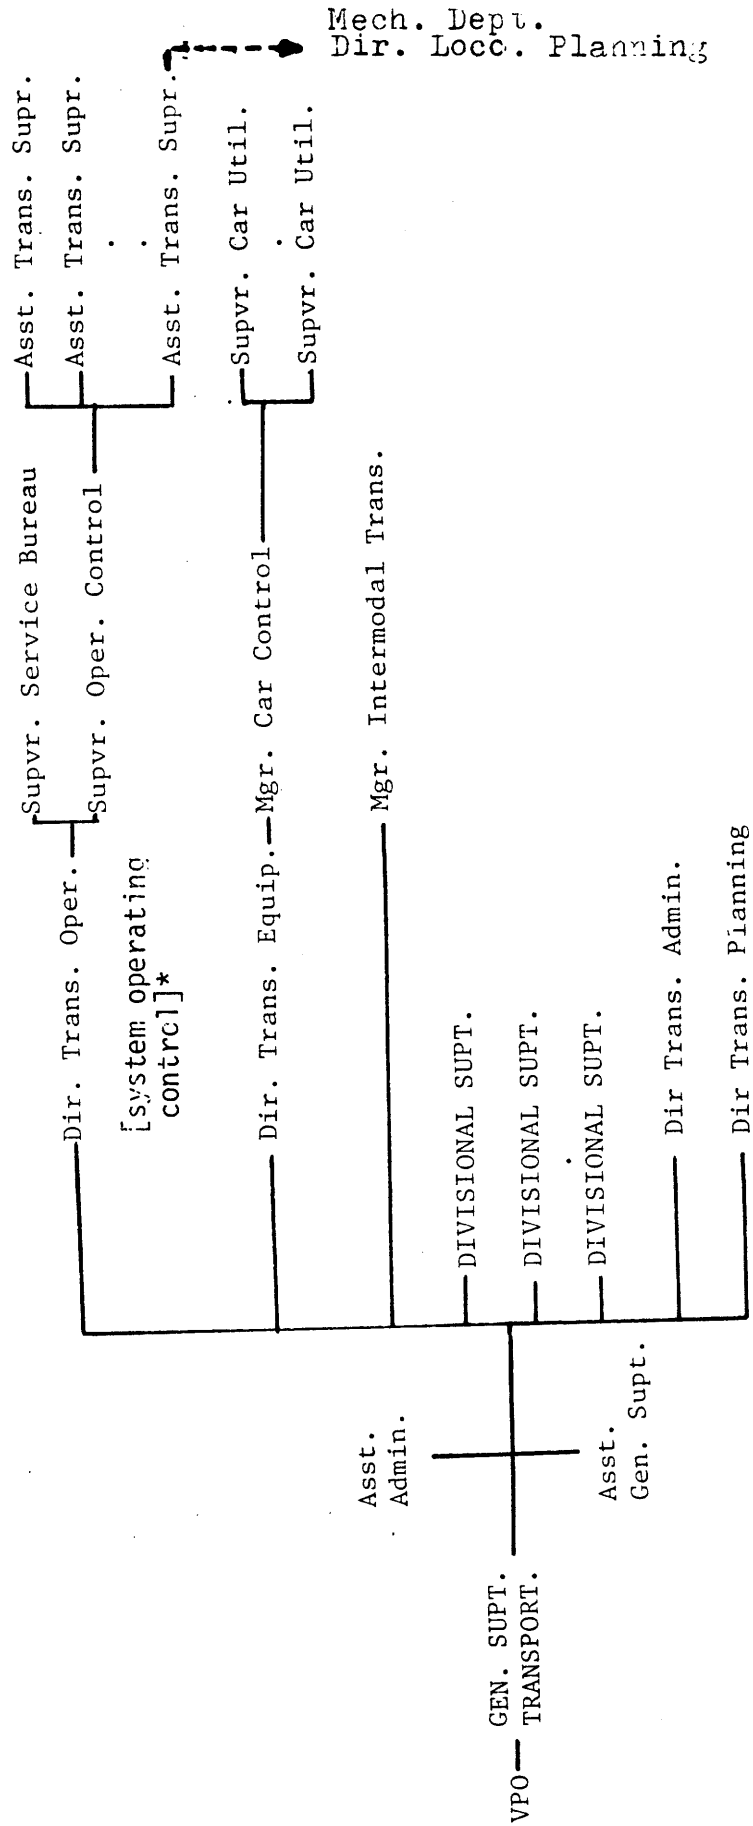 Mech. Dept.
Dir. Loco. Planning
VPO
GEN. SUPT.
TRANSPORT.
Asst.
Admin.
Asst.
Gen. Supt.
Dir. Trans. Oper.
[system operating
control]*
Dir. Trans. Equip.
Mgr. Intermodal Trans.
DIVISIONAL SUPT.
DIVISIONAL SUPT.
DIVISIONAL SUPT.
Dir Trans. Admin.
Dir Trans. Planning
Supvr. Service Bureau
Supvr. Oper. Control
Mgr. Car Control
Asst. Trans. Supr.
Asst. Trans. Supr.
Asst. Trans. Supr.
Supvr. Car Util.
Supvr. Car Util.